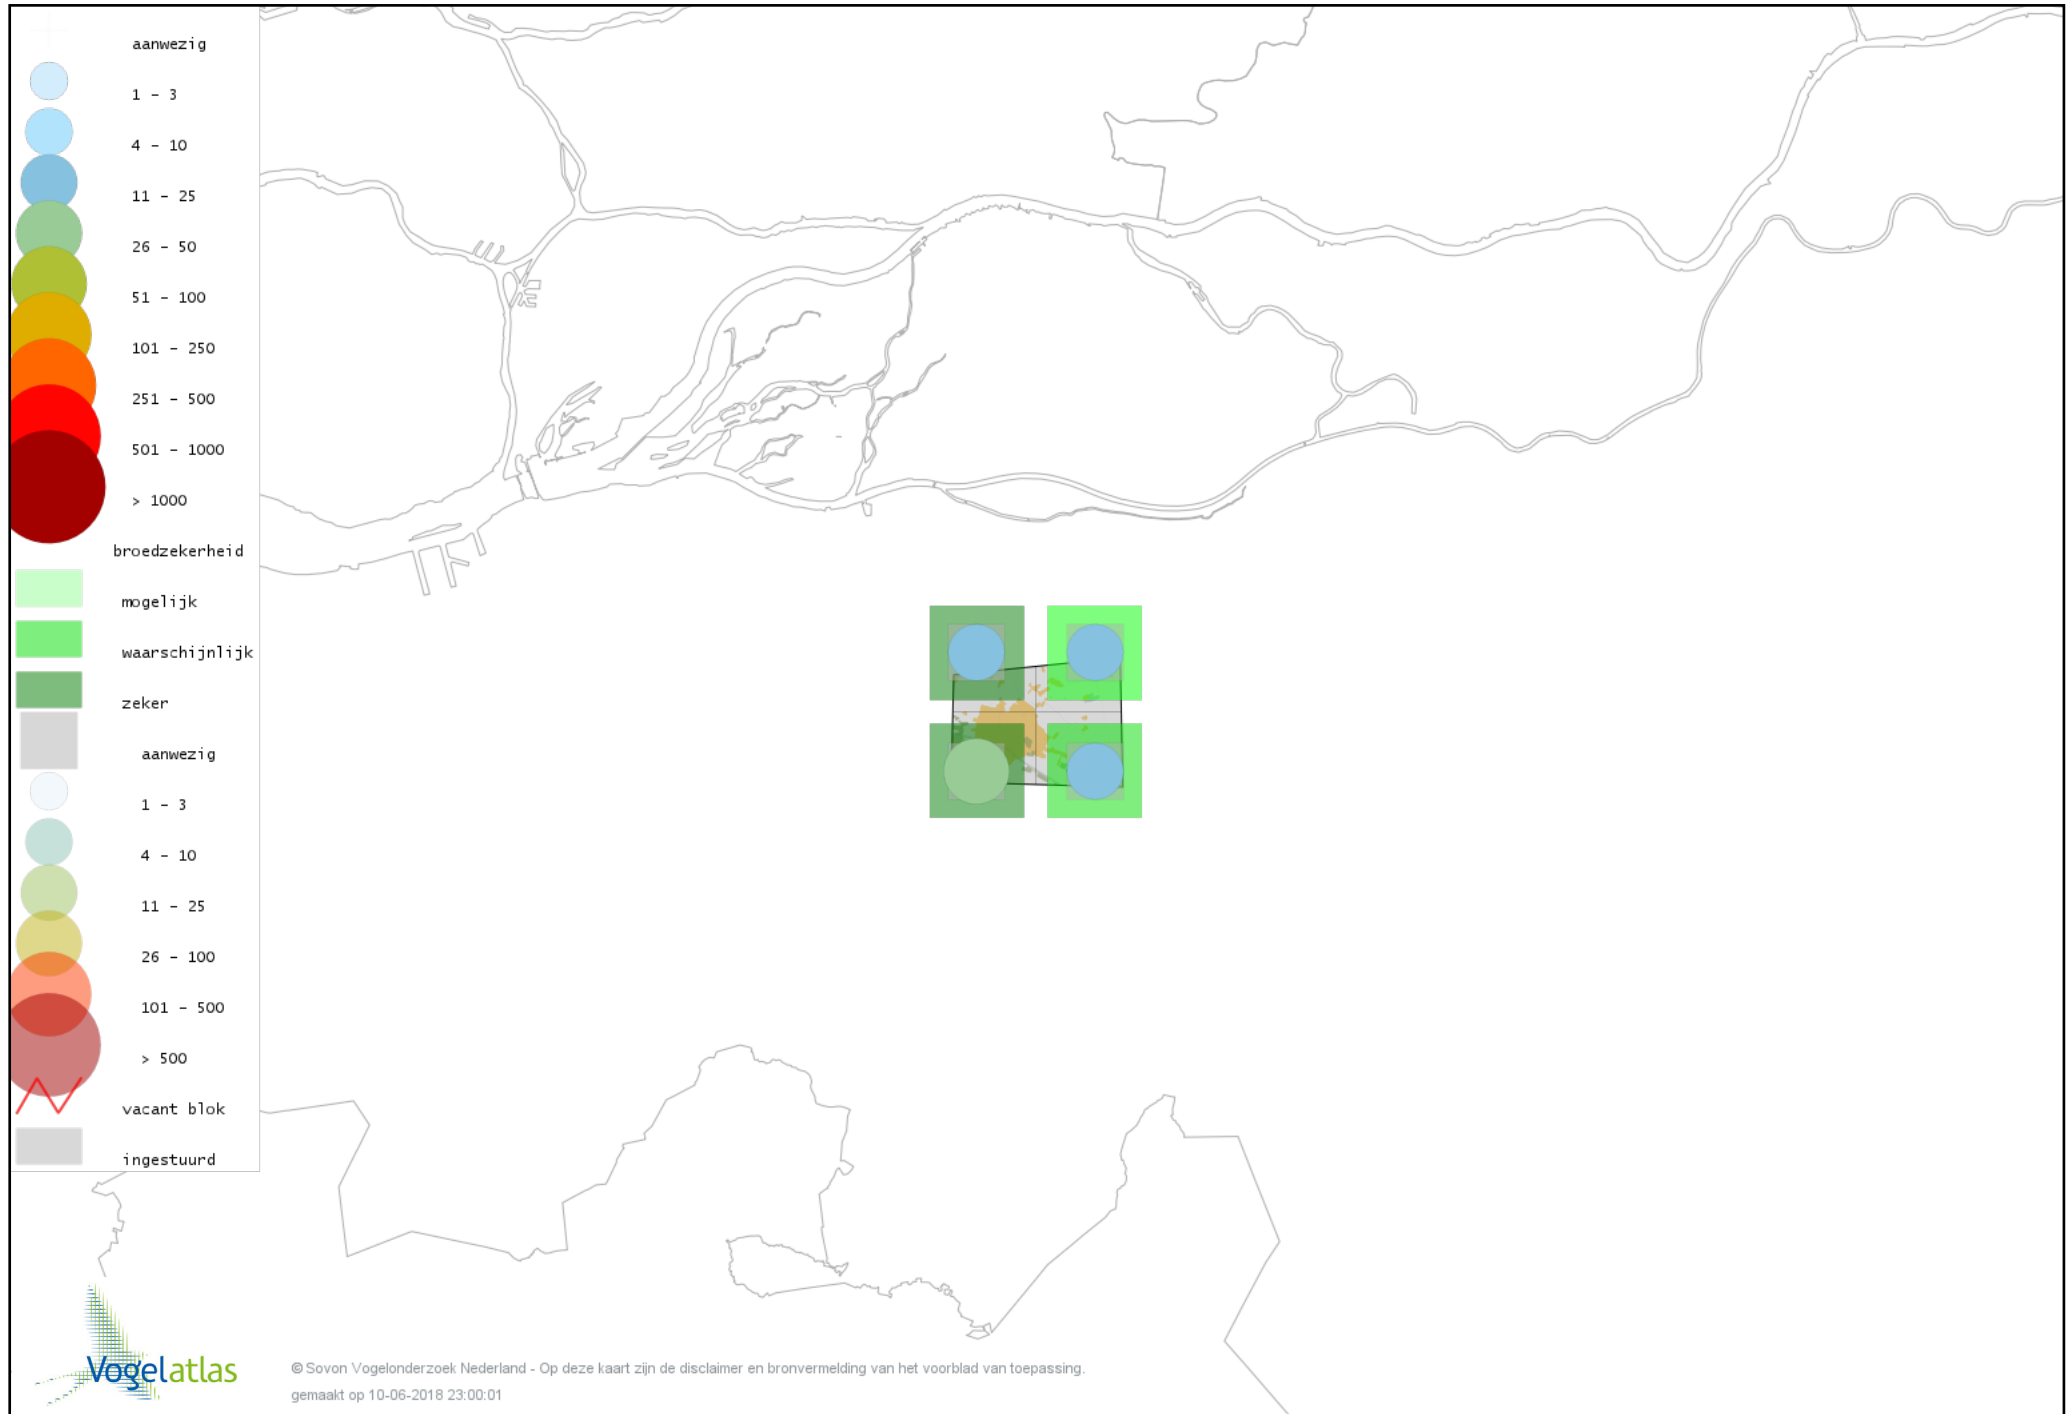 aanwezig
1 - 3
4 - 10
11 - 25
26 - 50
51 - 100
101 - 250
251 - 500
501 - 1000
> 1000
broedzekerheid
mogelijk
waarschijnlijk
zeker
aanwezig
1 - 3
4 - 10
11 - 25
26 - 100
101 - 500
> 500
vacant blok
ingestuurd
Vogelatlas
© Sovon Vogelonderzoek Nederland - Op deze kaart zijn de disclaimer en bronvermelding van het voorblad van toepassing.
gemaakt op 10-06-2018 23:00:01